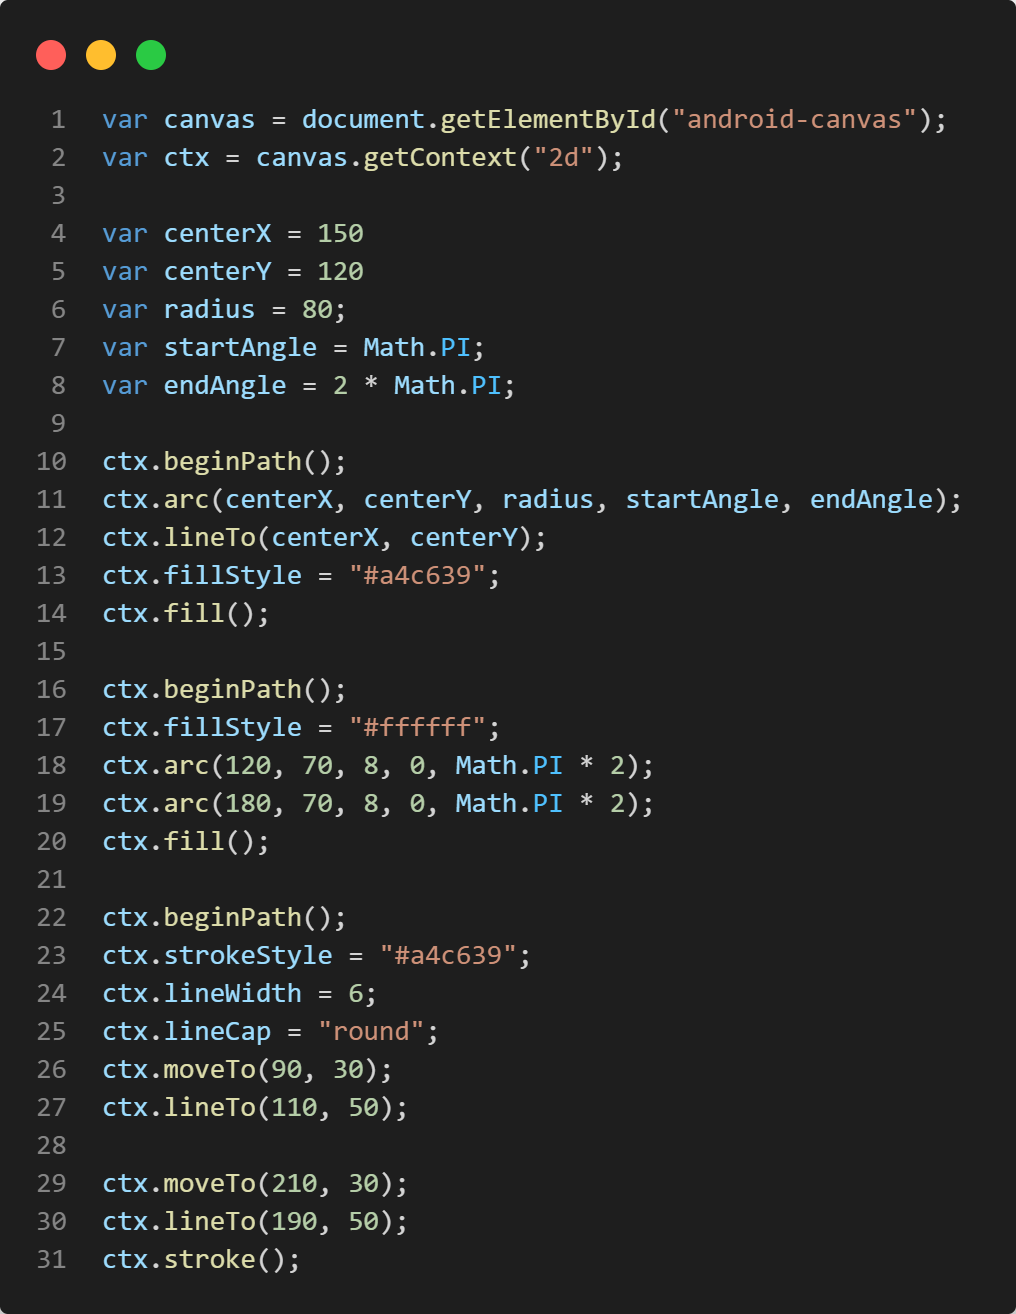 1 var canvas = document.getElementById("android-canvas");
2 var ctx = canvas.getContext("2d");
3
4 var centerX = 150
5 var centerY = 120
6 var radius = 80;
7 var startAngle = Math.PI;
8 var endAngle = 2 * Math.PI;
9
10 ctx.beginPath();
11 ctx.arc(centerX, centerY, radius, startAngle, endAngle);
12 ctx.lineTo(centerX, centerY);
13 ctx.fillStyle = "#a4c639";
14 ctx.fill();
15
16 ctx.beginPath();
17 ctx.fillStyle = "#ffffff";
18 ctx.arc(120, 70, 8, 0, Math.PI * 2);
19 ctx.arc(180, 70, 8, 0, Math.PI * 2);
20 ctx.fill();
21
22 ctx.beginPath();
23 ctx.strokeStyle = "#a4c639";
24 ctx.lineWidth = 6;
25 ctx.lineCap = "round";
26 ctx.moveTo(90, 30);
27 ctx.lineTo(110, 50);
28
29 ctx.moveTo(210, 30);
30 ctx.lineTo(190, 50);
31 ctx.stroke();